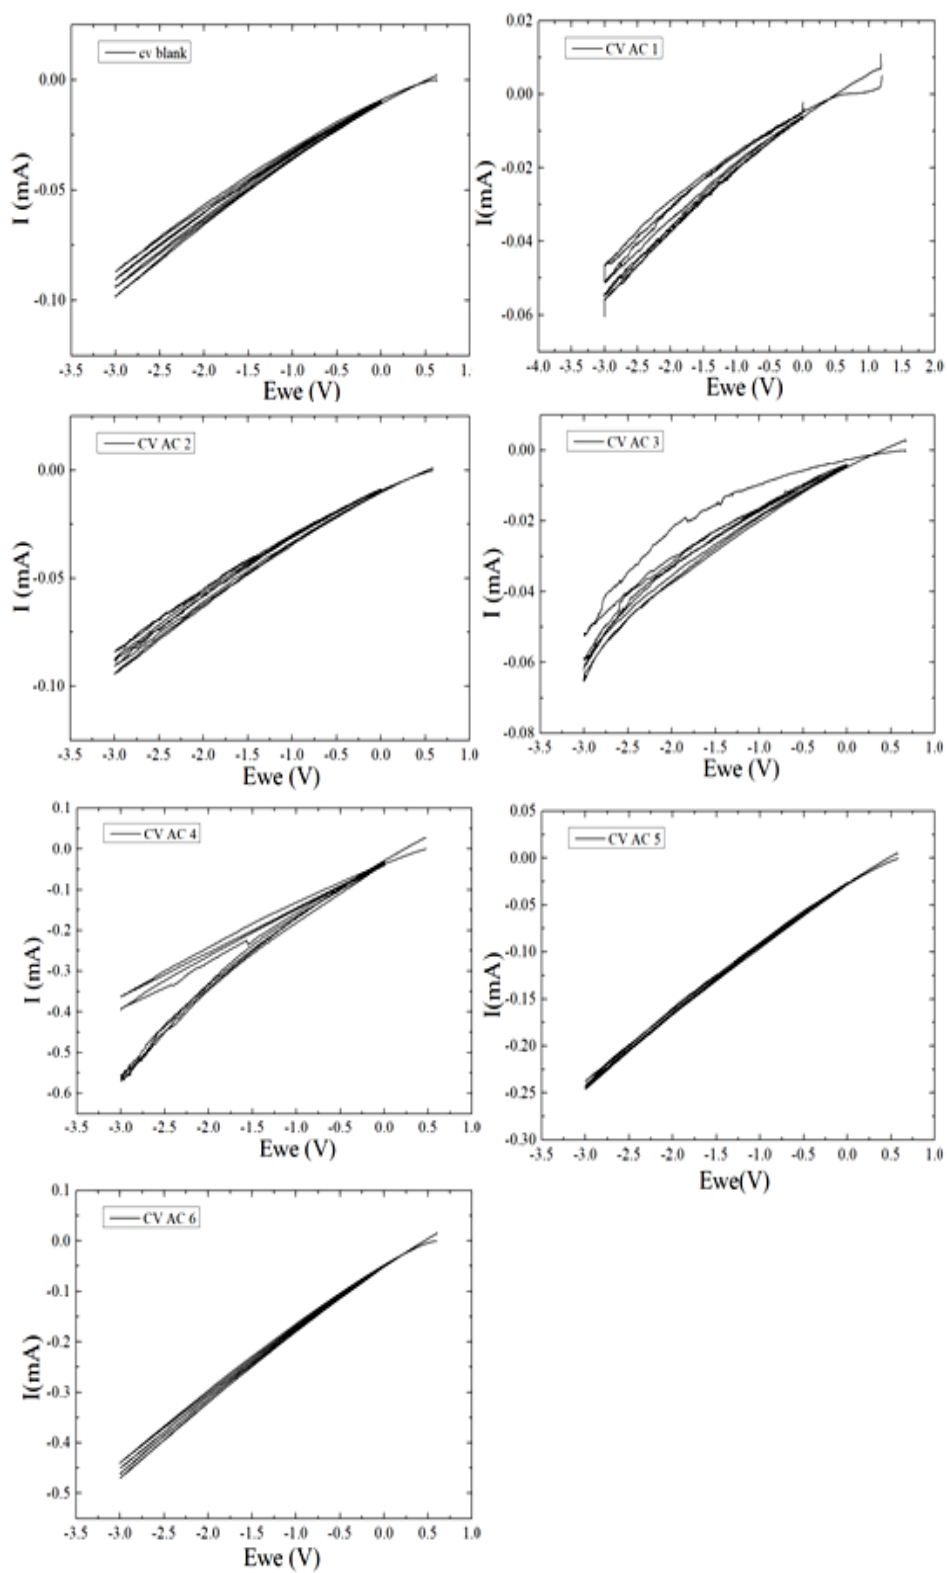 cv blank
0.00
-0.05
-0.10
I (mA)
-3.5 -3.0 -2.5 -2.0 -1.5 -1.0 -0.5 0.0 0.5 1.
Ewe (V)
CV AC 1
0.02
0.00
-0.02
-0.04
-0.06
I(mA)
-4.0 -3.5 -3.0 -2.5 -2.0 -1.5 -1.0 -0.5 0.0 0.5 1.0 1.5 2.0
Ewe (V)
CV AC 2
0.00
-0.05
-0.10
I (mA)
-3.5 -3.0 -2.5 -2.0 -1.5 -1.0 -0.5 0.0 0.5 1.0
Ewe (V)
CV AC 3
0.00
-0.02
-0.04
-0.06
-0.08
I (mA)
-3.5 -3.0 -2.5 -2.0 -1.5 -1.0 -0.5 0.0 0.5 1.0
Ewe (V)
CV AC 4
0.1
0.0
-0.1
-0.2
-0.3
-0.4
-0.5
-0.6
I (mA)
-3.5 -3.0 -2.5 -2.0 -1.5 -1.0 -0.5 0.0 0.5 1.0
Ewe (V)
CV AC 5
0.05
0.00
-0.05
-0.10
-0.15
-0.20
-0.25
-0.30
I(mA)
-3.5 -3.0 -2.5 -2.0 -1.5 -1.0 -0.5 0.0 0.5 1.0
Ewe(V)
CV AC 6
0.1
0.0
-0.1
-0.2
-0.3
-0.4
-0.5
I(mA)
-3.5 -3.0 -2.5 -2.0 -1.5 -1.0 -0.5 0.0 0.5 1.0
Ewe (V)